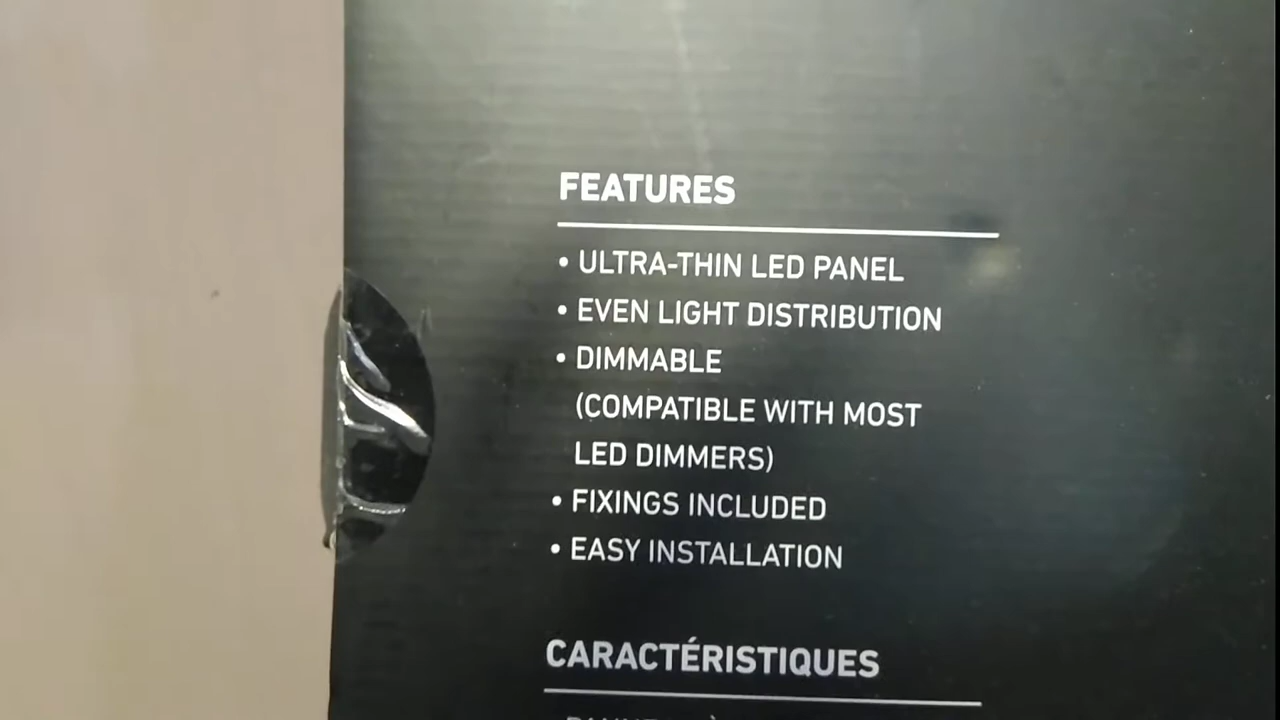 FEATURES
• ULTRA-THIN LED PANEL
• EVEN LIGHT DISTRIBUTION
• DIMMABLE
(COMPATIBLE WITH MOST
LED DIMMERS)
• FIXINGS INCLUDED
• EASY INSTALLATION
CARACTÉRISTIQUES